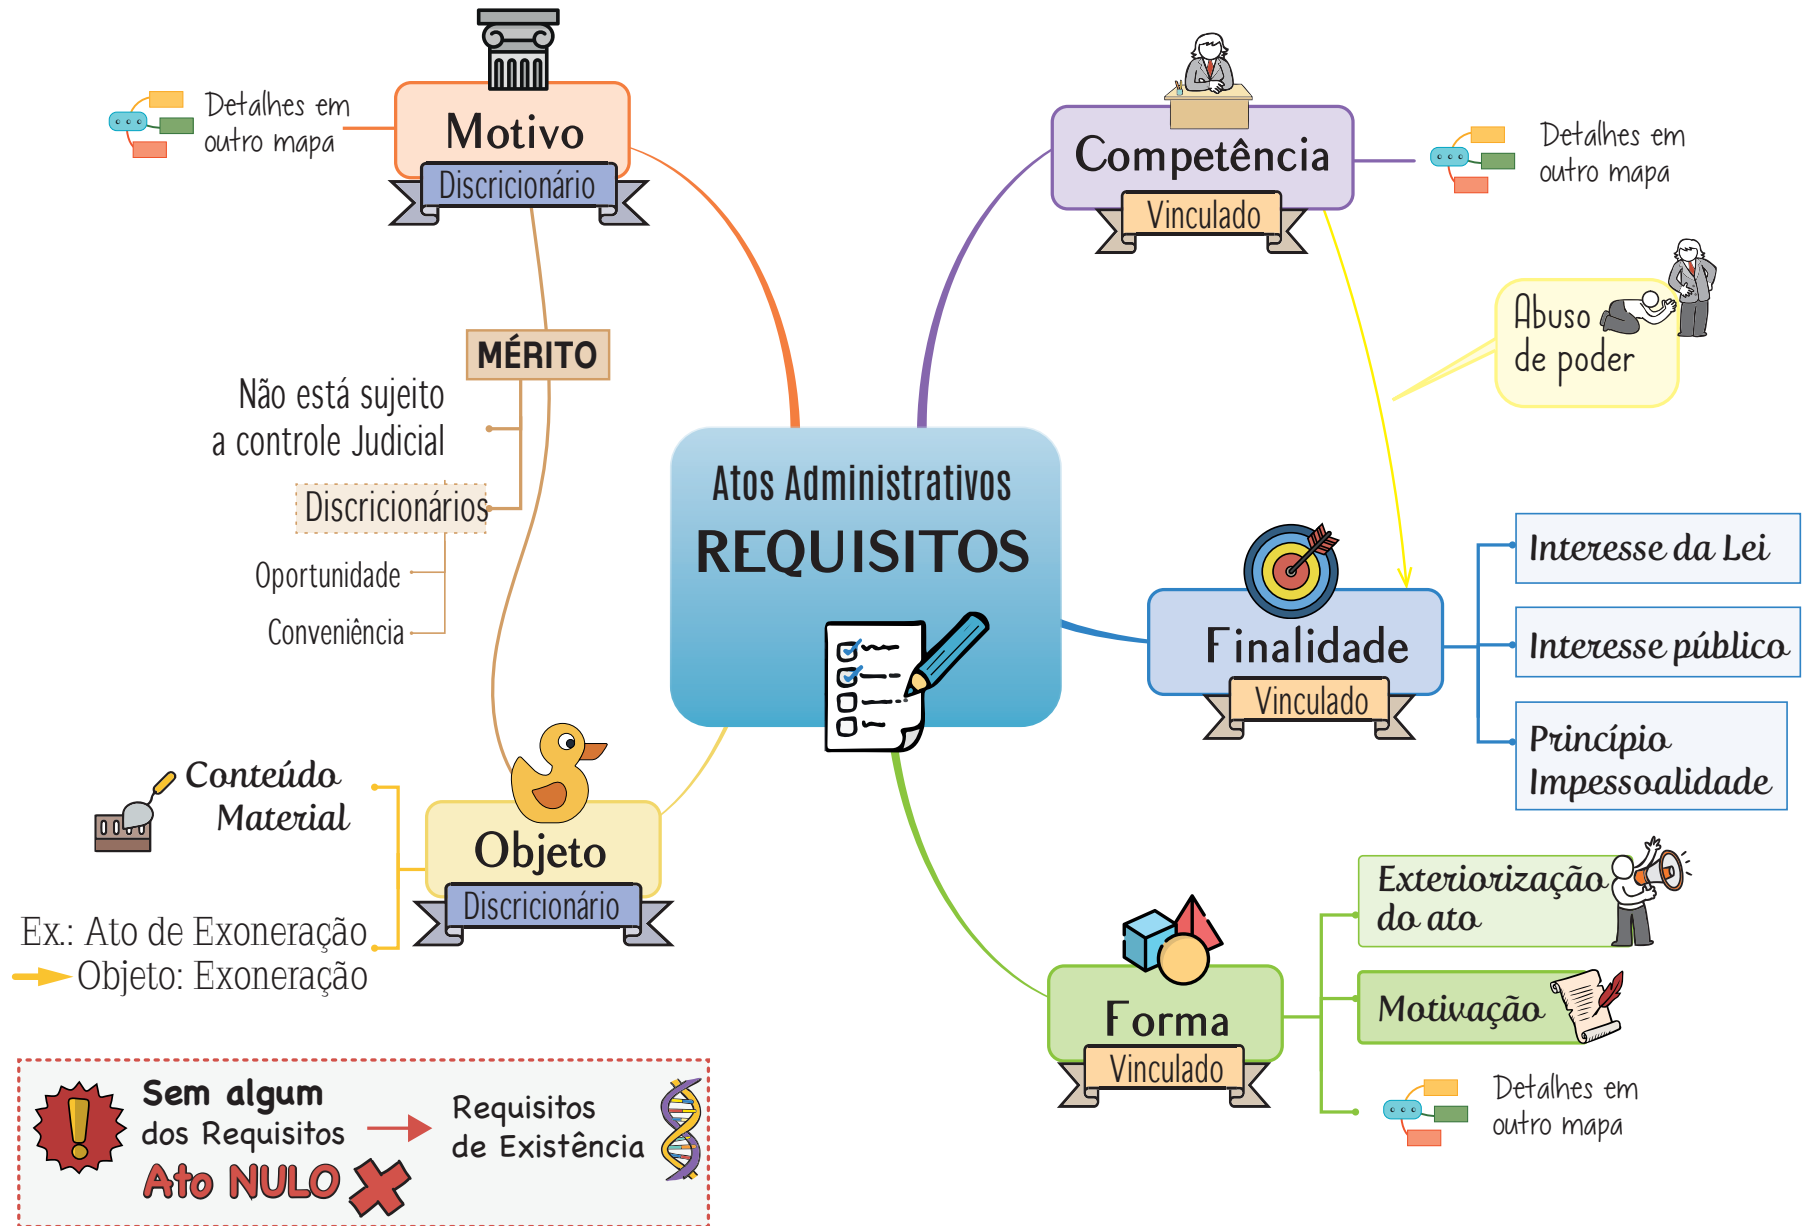 Atos Administrativos
REQUISITOS
Competência
Vinculado
Detalhes em
outro mapa
Abuso
de poder
Finalidade
Vinculado
Interesse da Lei
Interesse público
Princípio
Impessoalidade
Forma
Vinculado
Exteriorização
do ato
Motivação
Detalhes em
outro mapa
Motivo
Discricionário
Detalhes em
outro mapa
MÉRITO
Não está sujeito
a controle Judicial
Discricionários
Oportunidade
Conveniência
Objeto
Discricionário
Conteúdo
Material
Ex.: Ato de Exoneração
Objeto: Exoneração
Sem algum
dos Requisitos
Ato NULO
Requisitos
de Existência